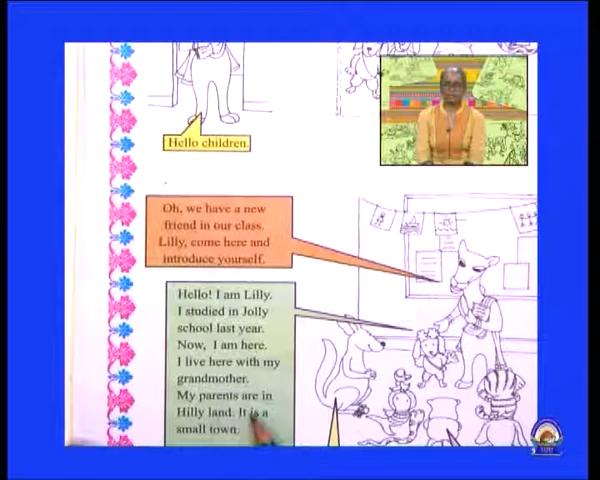 Hello children.
Oh, we have a new
friend in our class.
Lilly, come here and
introduce yourself.
Hello! I am Lilly.
I studied in Jolly
school last year.
Now, I am here.
I live here with my
grandmother.
My parents are in
Hilly land. It is a
small town.